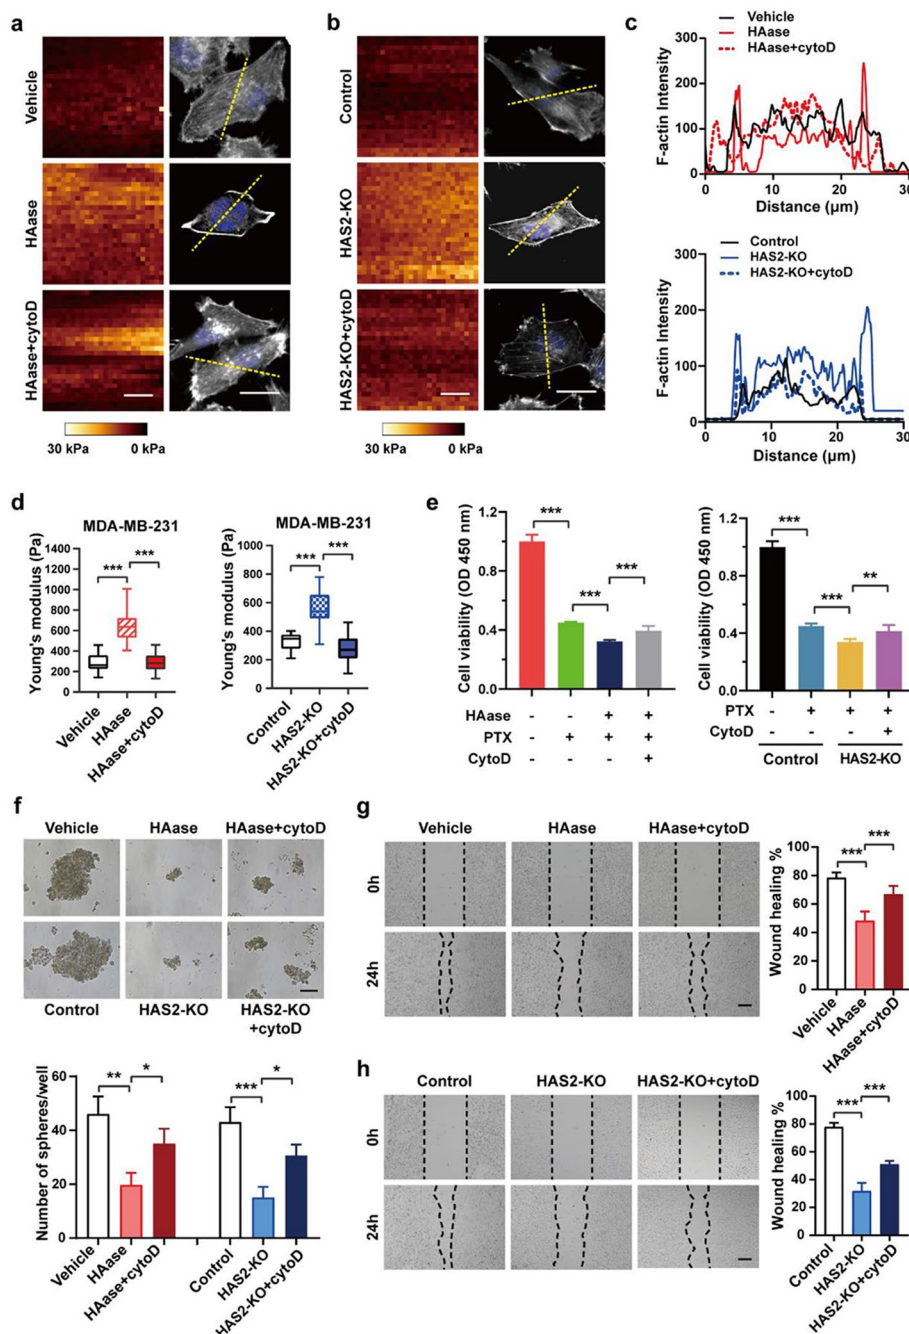 a
Vehicle
HAase
HAase+cytoD
30 kPa 0 kPa
b
Control
HAS2-KO
HAS2-KO+cytoD
30 kPa 0 kPa
c
Vehicle
HAase
HAase+cytoD
F-actin Intensity
300
200
100
0
0 10 20 30
Distance (µm)
Control
HAS2-KO
HAS2-KO+cytoD
F-actin Intensity
300
200
100
0
0 10 20 30
Distance (µm)
d
MDA-MB-231
Young's modulus (Pa)
1400
1200
1000
800
600
400
200
0
*** ***
Vehicle
HAase
HAase+cytoD
MDA-MB-231
Young's modulus (Pa)
1000
800
600
400
200
0
*** ***
Control
HAS2-KO
HAS2-KO+cytoD
e
Cell viability (OD 450 nm)
1.2
0.8
0.4
0.0
*** *** ***
HAase - - + +
PTX - + + +
CytoD - - - +
Cell viability (OD 450 nm)
1.2
0.8
0.4
0.0
*** *** **
PTX - + + +
CytoD - - - +
Control HAS2-KO
f
Vehicle HAase HAase+cytoD
Control HAS2-KO HAS2-KO
+cytoD
Number of spheres/well
60
40
20
0
** * *** *
Vehicle
HAase
HAase+cytoD
Control
HAS2-KO
HAS2-KO+cytoD
g
Vehicle HAase HAase+cytoD
0h
24h
Wound healing %
100
80
60
40
20
0
*** ***
Vehicle
HAase
HAase+cytoD
h
Control HAS2-KO HAS2-KO+cytoD
0h
24h
Wound healing %
100
80
60
40
20
0
*** ***
Control
HAS2-KO
HAS2-KO+cytoD